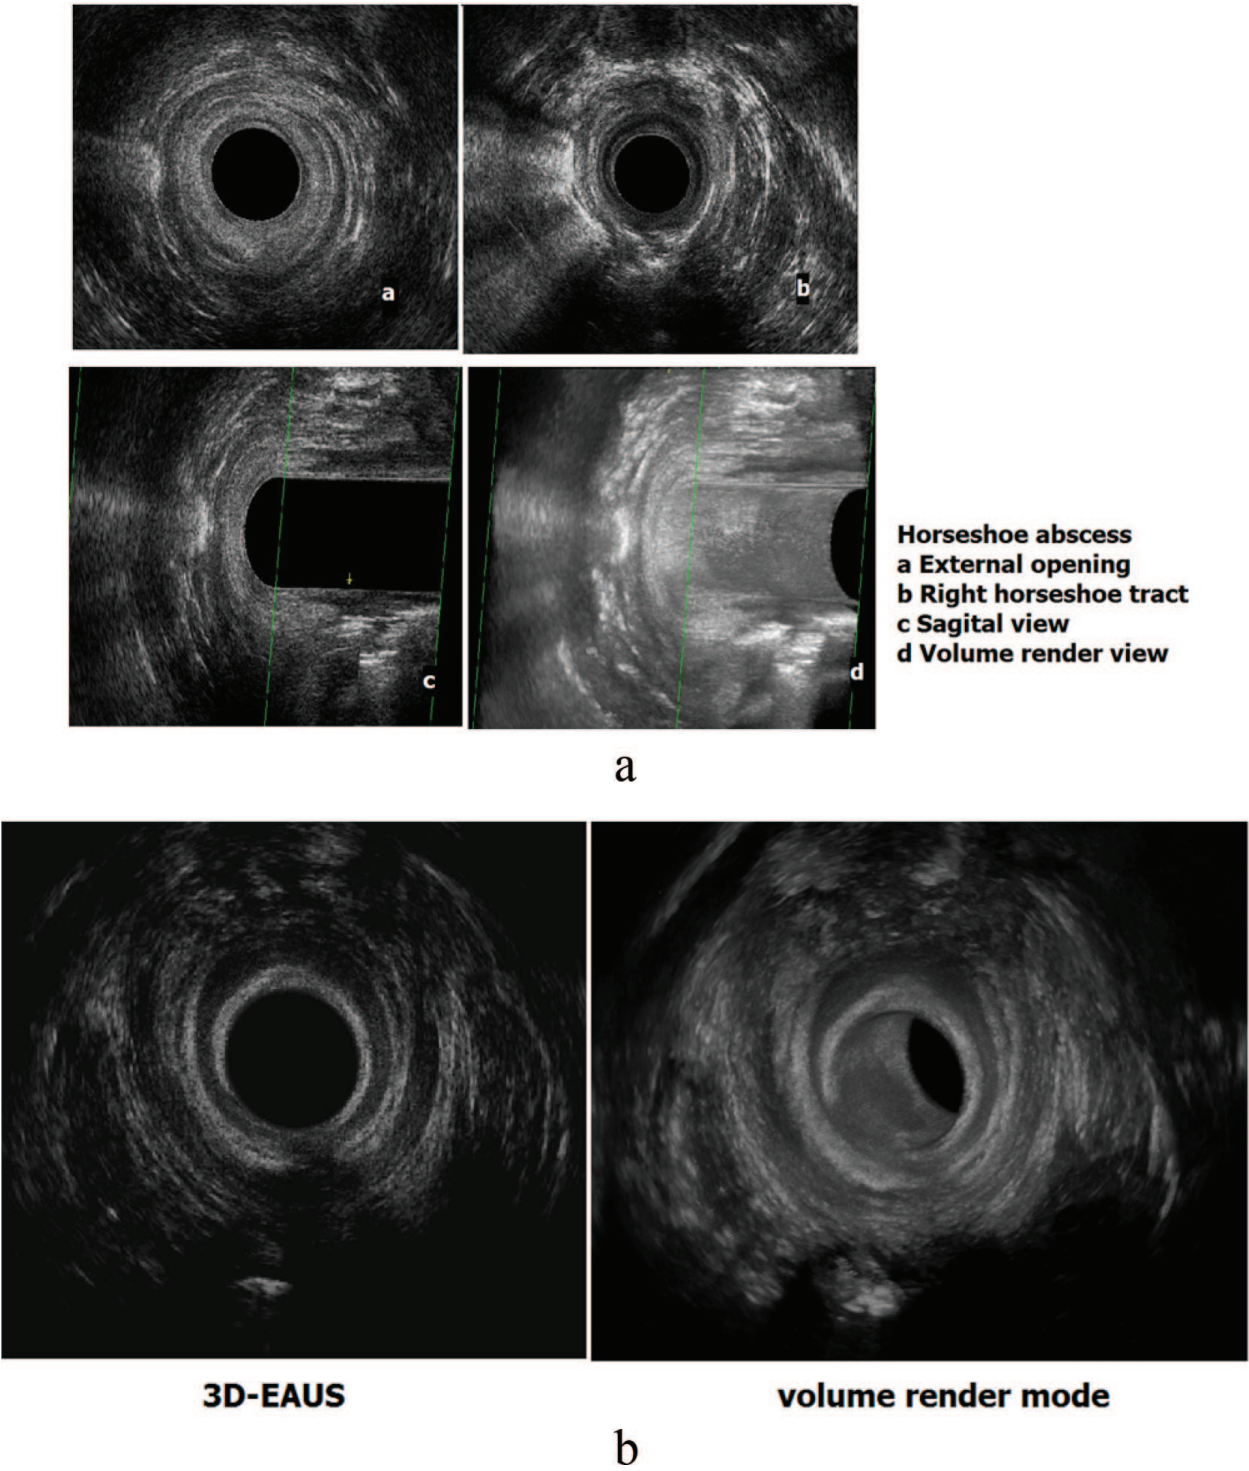 a
b
c
d
Horseshoe abscess
a External opening
b Right horseshoe tract
c Sagital view
d Volume render view
a
3D-EAUS
volume render mode
b